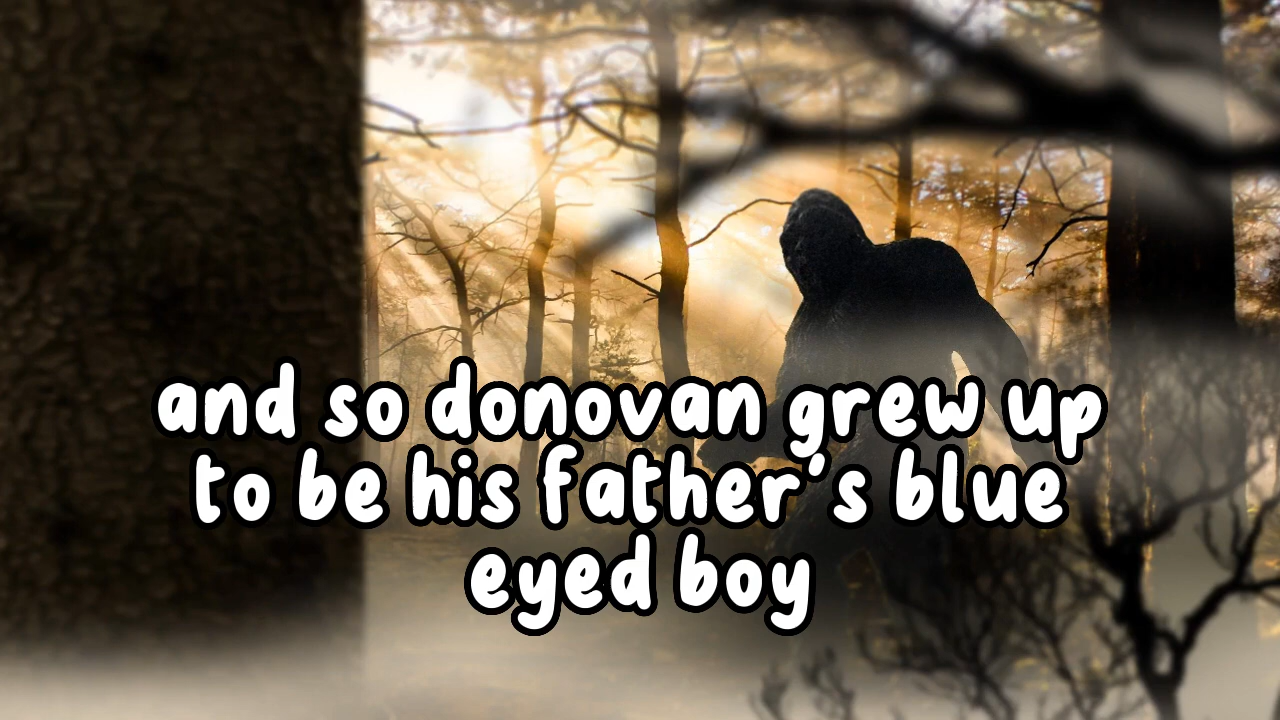 and so donovan grew up
to be his father's blue
eyed boy